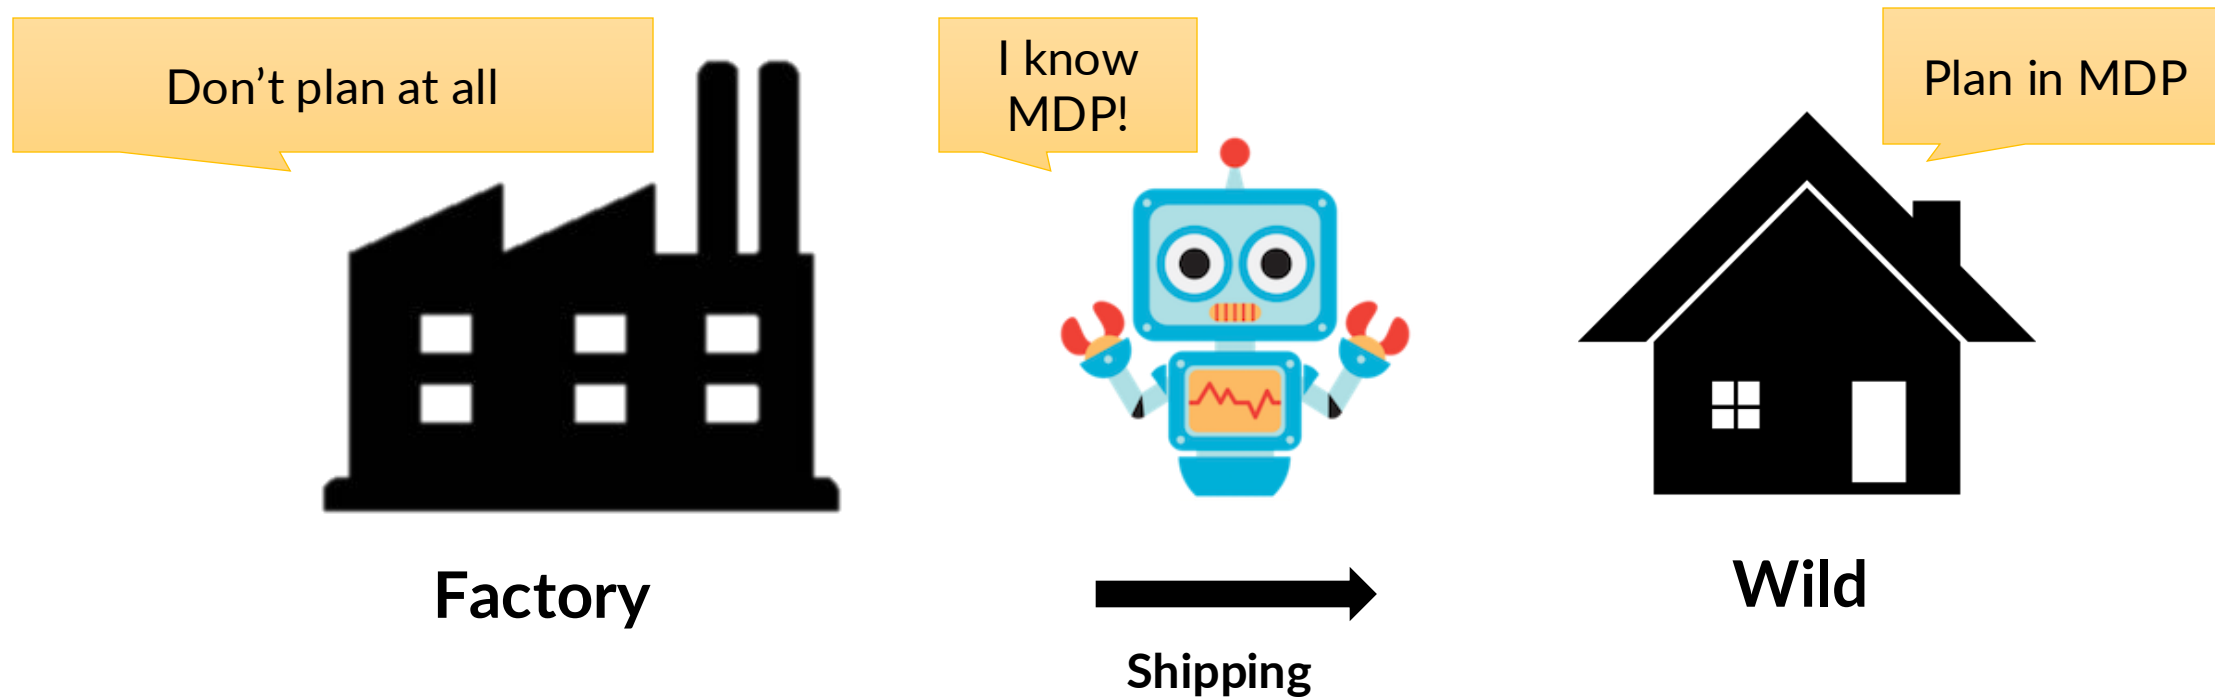 Don’t plan at all
I know
MDP!
Plan in MDP
Factory
Shipping
Wild